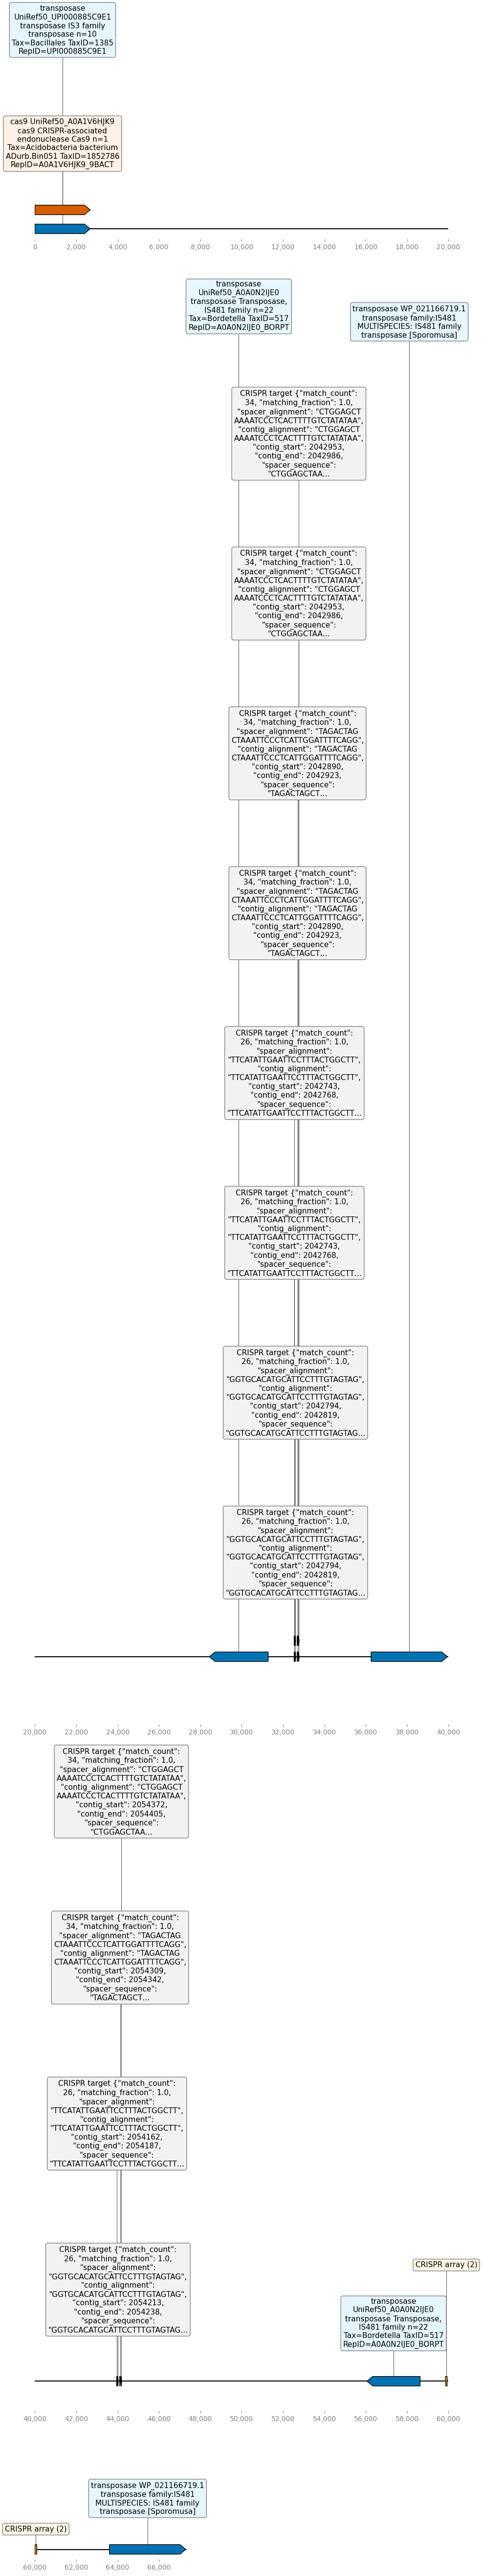 transposase
UniRef50_UPI000885C9E1
transposase IS3 family
transposase n=10
Tax=Bacillales TaxID=1385
RepID=UPI000885C9E1
cas9 UniRef50_A0A1V6HJK9
cas9 CRISPR-associated
endonuclease Cas9 n=1
Tax=Acidobacteria bacterium
ADurb.Bin051 TaxID=1852786
RepID=A0A1V6HJK9_9BACT
0 2,000 4,000 6,000 8,000 10,000 12,000 14,000 16,000 18,000 20,000
transposase
UniRef50_A0A0N2IJE0
transposase Transposase,
IS481 family n=22
Tax=Bordetella TaxID=517
RepID=A0A0N2IJE0_BORPT
transposase WP_021166719.1
transposase family:IS481
MULTISPECIES: IS481 family
transposase [Sporomusa]
CRISPR target {"match_count":
34, "matching_fraction": 1.0,
"spacer_alignment": "CTGGAGCT
AAAATCCCTCACTTTTGTCTATATAA",
"contig_alignment": "CTGGAGCT
AAAATCCCTCACTTTTGTCTATATAA",
"contig_start": 2042953,
"contig_end": 2042986,
"spacer_sequence":
"CTGGAGCTAA...
CRISPR target {"match_count":
34, "matching_fraction": 1.0,
"spacer_alignment": "CTGGAGCT
AAAATCCCTCACTTTTGTCTATATAA",
"contig_alignment": "CTGGAGCT
AAAATCCCTCACTTTTGTCTATATAA",
"contig_start": 2042953,
"contig_end": 2042986,
"spacer_sequence":
"CTGGAGCTAA...
CRISPR target {"match_count":
34, "matching_fraction": 1.0,
"spacer_alignment": "TAGACTAG
CTAAATTCCCTCATTGGATTTTCAGG",
"contig_alignment": "TAGACTAG
CTAAATTCCCTCATTGGATTTTCAGG",
"contig_start": 2042890,
"contig_end": 2042923,
"spacer_sequence":
"TAGACTAGCT...
CRISPR target {"match_count":
34, "matching_fraction": 1.0,
"spacer_alignment": "TAGACTAG
CTAAATTCCCTCATTGGATTTTCAGG",
"contig_alignment": "TAGACTAG
CTAAATTCCCTCATTGGATTTTCAGG",
"contig_start": 2042890,
"contig_end": 2042923,
"spacer_sequence":
"TAGACTAGCT...
CRISPR target {"match_count":
26, "matching_fraction": 1.0,
"spacer_alignment":
"TTCATATTGAATTCCTTTACTGGCTT",
"contig_alignment":
"TTCATATTGAATTCCTTTACTGGCTT",
"contig_start": 2042743,
"contig_end": 2042768,
"spacer_sequence":
"TTCATATTGAATTCCTTTACTGGCTT...
CRISPR target {"match_count":
26, "matching_fraction": 1.0,
"spacer_alignment":
"TTCATATTGAATTCCTTTACTGGCTT",
"contig_alignment":
"TTCATATTGAATTCCTTTACTGGCTT",
"contig_start": 2042743,
"contig_end": 2042768,
"spacer_sequence":
"TTCATATTGAATTCCTTTACTGGCTT...
CRISPR target {"match_count":
26, "matching_fraction": 1.0,
"spacer_alignment":
"GGTGCACATGCATTCCTTTGTAGTAG",
"contig_alignment":
"GGTGCACATGCATTCCTTTGTAGTAG",
"contig_start": 2042794,
"contig_end": 2042819,
"spacer_sequence":
"GGTGCACATGCATTCCTTTGTAGTAG...
CRISPR target {"match_count":
26, "matching_fraction": 1.0,
"spacer_alignment":
"GGTGCACATGCATTCCTTTGTAGTAG",
"contig_alignment":
"GGTGCACATGCATTCCTTTGTAGTAG",
"contig_start": 2042794,
"contig_end": 2042819,
"spacer_sequence":
"GGTGCACATGCATTCCTTTGTAGTAG...
20,000 22,000 24,000 26,000 28,000 30,000 32,000 34,000 36,000 38,000 40,000
CRISPR target {"match_count":
34, "matching_fraction": 1.0,
"spacer_alignment": "CTGGAGCT
AAAATCCCTCACTTTTGTCTATATAA",
"contig_alignment": "CTGGAGCT
AAAATCCCTCACTTTTGTCTATATAA",
"contig_start": 2054372,
"contig_end": 2054405,
"spacer_sequence":
"CTGGAGCTAA...
CRISPR target {"match_count":
34, "matching_fraction": 1.0,
"spacer_alignment": "TAGACTAG
CTAAATTCCCTCATTGGATTTTCAGG",
"contig_alignment": "TAGACTAG
CTAAATTCCCTCATTGGATTTTCAGG",
"contig_start": 2054309,
"contig_end": 2054342,
"spacer_sequence":
"TAGACTAGCT...
CRISPR target {"match_count":
26, "matching_fraction": 1.0,
"spacer_alignment":
"TTCATATTGAATTCCTTTACTGGCTT",
"contig_alignment":
"TTCATATTGAATTCCTTTACTGGCTT",
"contig_start": 2054162,
"contig_end": 2054187,
"spacer_sequence":
"TTCATATTGAATTCCTTTACTGGCTT...
CRISPR target {"match_count":
26, "matching_fraction": 1.0,
"spacer_alignment":
"GGTGCACATGCATTCCTTTGTAGTAG",
"contig_alignment":
"GGTGCACATGCATTCCTTTGTAGTAG",
"contig_start": 2054213,
"contig_end": 2054238,
"spacer_sequence":
"GGTGCACATGCATTCCTTTGTAGTAG...
CRISPR array (2)
transposase
UniRef50_A0A0N2IJE0
transposase Transposase,
IS481 family n=22
Tax=Bordetella TaxID=517
RepID=A0A0N2IJE0_BORPT
40,000 42,000 44,000 46,000 48,000 50,000 52,000 54,000 56,000 58,000 60,000
transposase WP_021166719.1
transposase family:IS481
MULTISPECIES: IS481 family
transposase [Sporomusa]
CRISPR array (2)
60,000 62,000 64,000 66,000